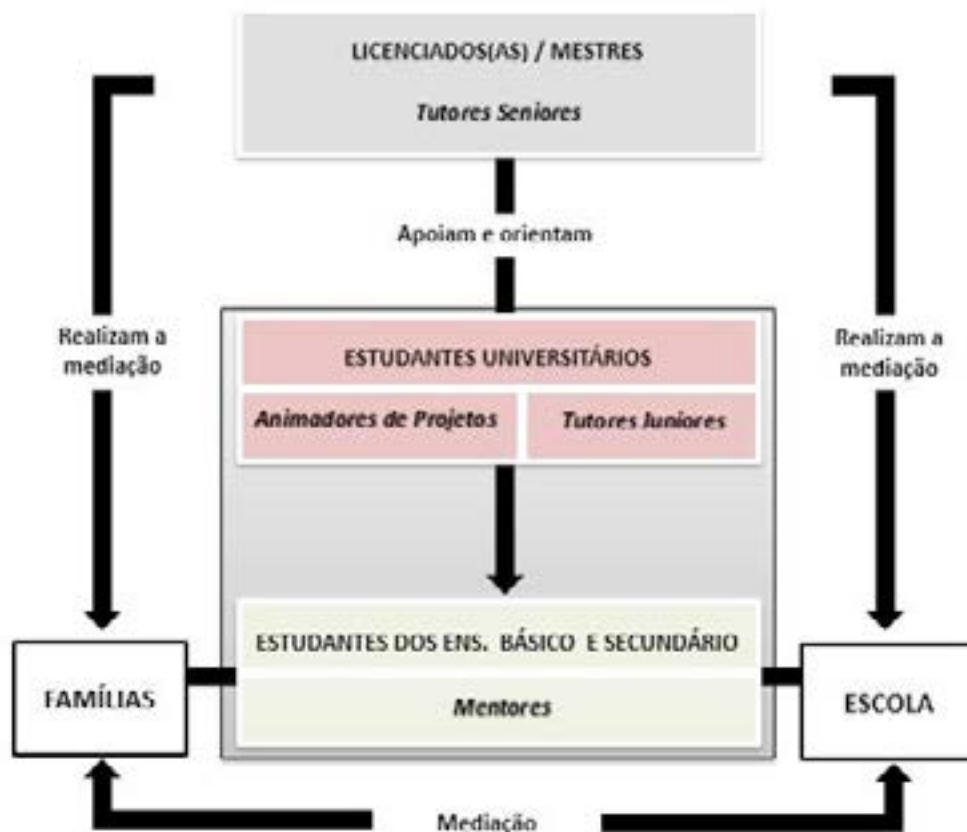 LICENCIADOS(AS) / MESTRES
Tutores Seniores
Apoiam e orientam
Realizam a
mediação
Realizam a
mediação
ESTUDANTES UNIVERSITÁRIOS
Animadores de Projetos
Tutores Juniores
ESTUDANTES DOS ENS. BÁSICO E SECUNDÁRIO
Mentores
FAMÍLIAS
ESCOLA
Mediação